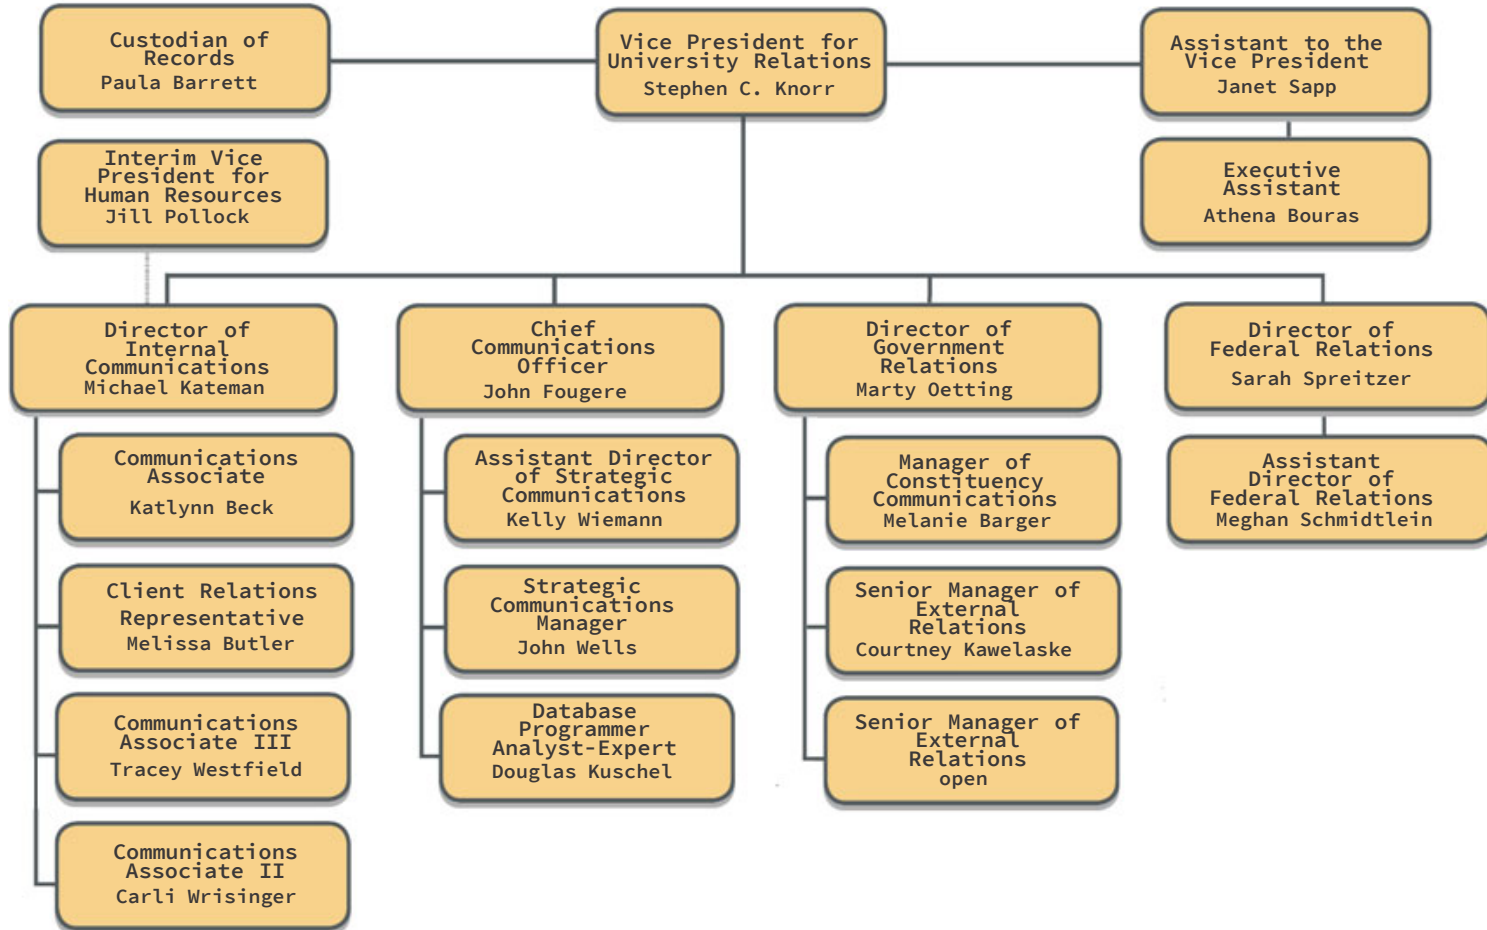 Custodian of
Records
Paula Barrett
Vice President for
University Relations
Stephen C. Knorr
Assistant to the
Vice President
Janet Sapp
Interim Vice
President for
Human Resources
Jill Pollock
Executive
Assistant
Athena Bouras
Director of
Internal
Communications
Michael Kateman
Chief
Communications
Officer
John Fougere
Director of
Government
Relations
Marty Oetting
Director of
Federal Relations
Sarah Spreitzer
Communications
Associate
Katlynn Beck
Assistant Director
of Strategic
Communications
Kelly Wiemann
Manager of
Constituency
Communications
Melanie Barger
Assistant
Director of
Federal Relations
Meghan Schmidtlein
Client Relations
Representative
Melissa Butler
Strategic
Communications
Manager
John Wells
Senior Manager of
External
Relations
Courtney Kawelaske
Communications
Associate III
Tracey Westfield
Database
Programmer
Analyst-Expert
Douglas Kuschel
Senior Manager of
External
Relations
open
Communications
Associate II
Carli Wrisinger